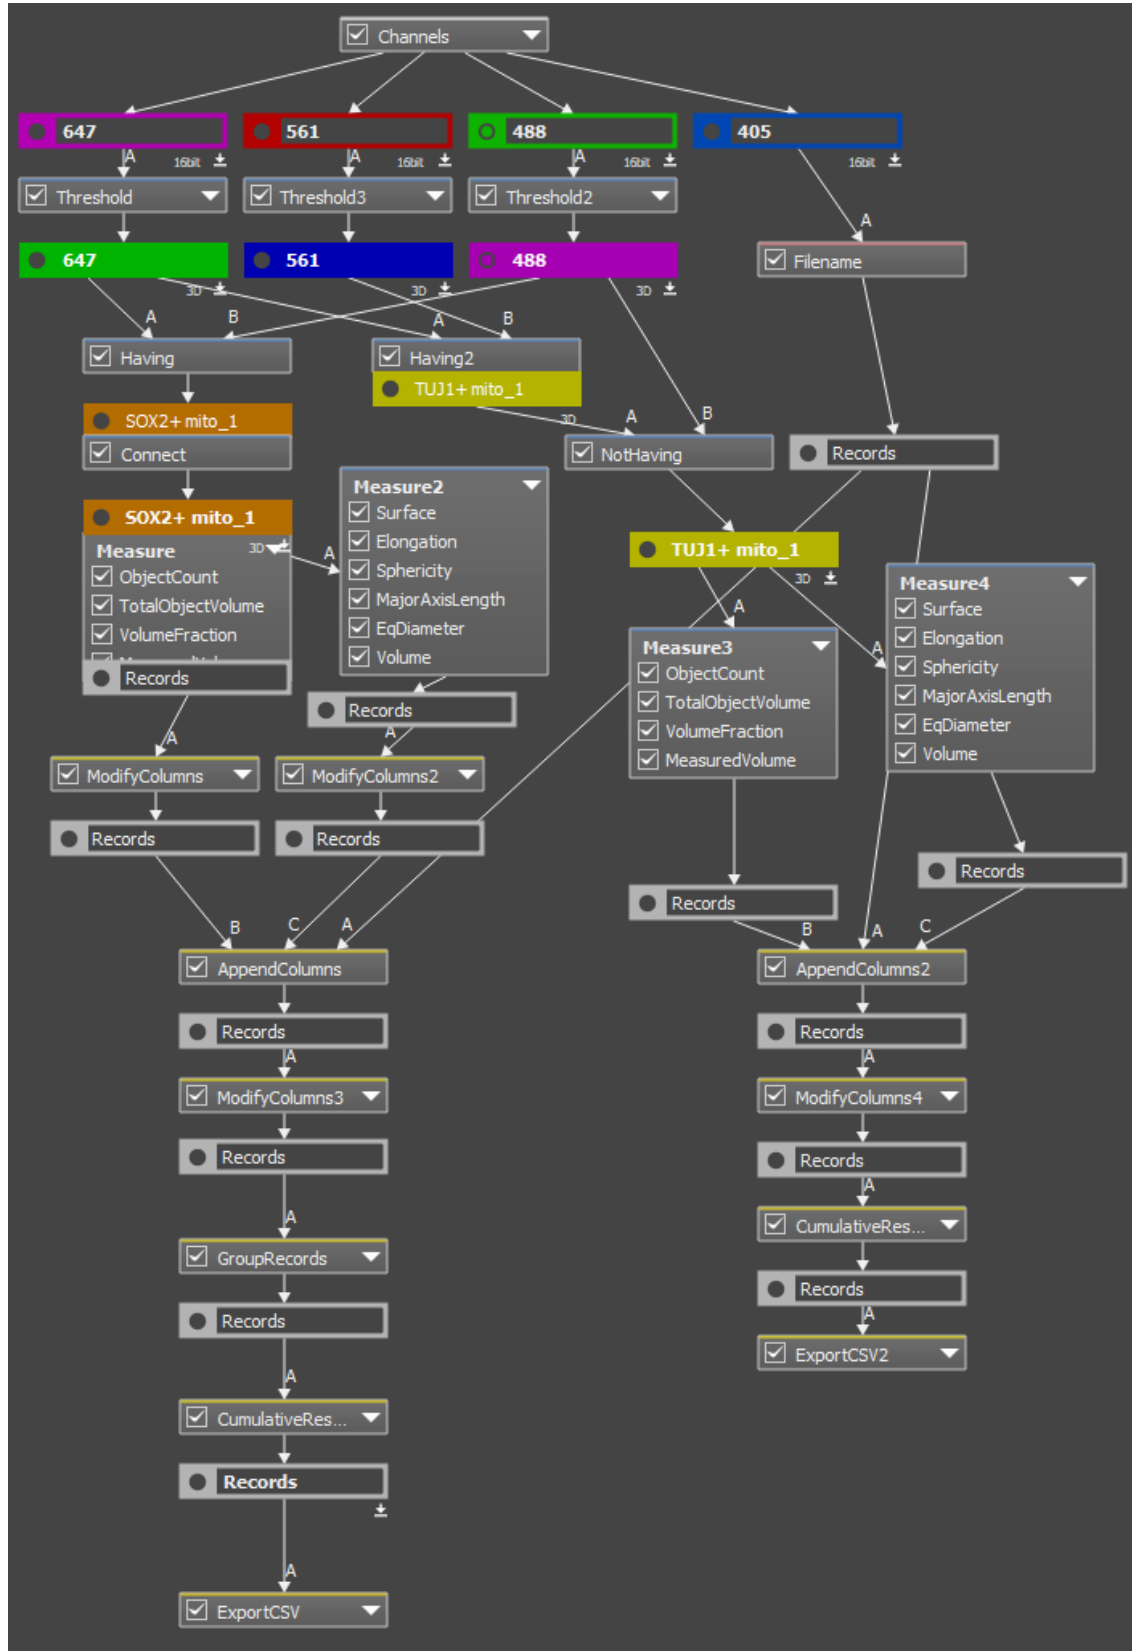 Channels
647
561
488
405
A
16bit
A
16bit
A
16bit
16bit
Threshold
Threshold3
Threshold2
A
647
561
488
Filename
3D
3D
3D
A
B
A
B
Having
Having2
TUJ1+ mito_1
SOX2+ mito_1
3D
A
B
Connect
NotHaving
Records
SOX2+ mito_1
Measure2
Surface
Elongation
Sphericity
MajorAxisLength
EqDiameter
Volume
Measure
3D
A
ObjectCount
TotalObjectVolume
VolumeFraction
Records
TUJ1+ mito_1
3D
A
A
Measure4
Surface
Elongation
Sphericity
MajorAxisLength
EqDiameter
Volume
Measure3
ObjectCount
TotalObjectVolume
VolumeFraction
MeasuredVolume
Records
A
A
ModifyColumns
ModifyColumns2
Records
Records
Records
Records
B
C
A
B
A
C
AppendColumns
AppendColumns2
Records
Records
A
A
ModifyColumns3
ModifyColumns4
Records
Records
A
A
GroupRecords
CumulativeRes...
Records
Records
A
A
CumulativeRes...
ExportCSV2
Records
A
ExportCSV